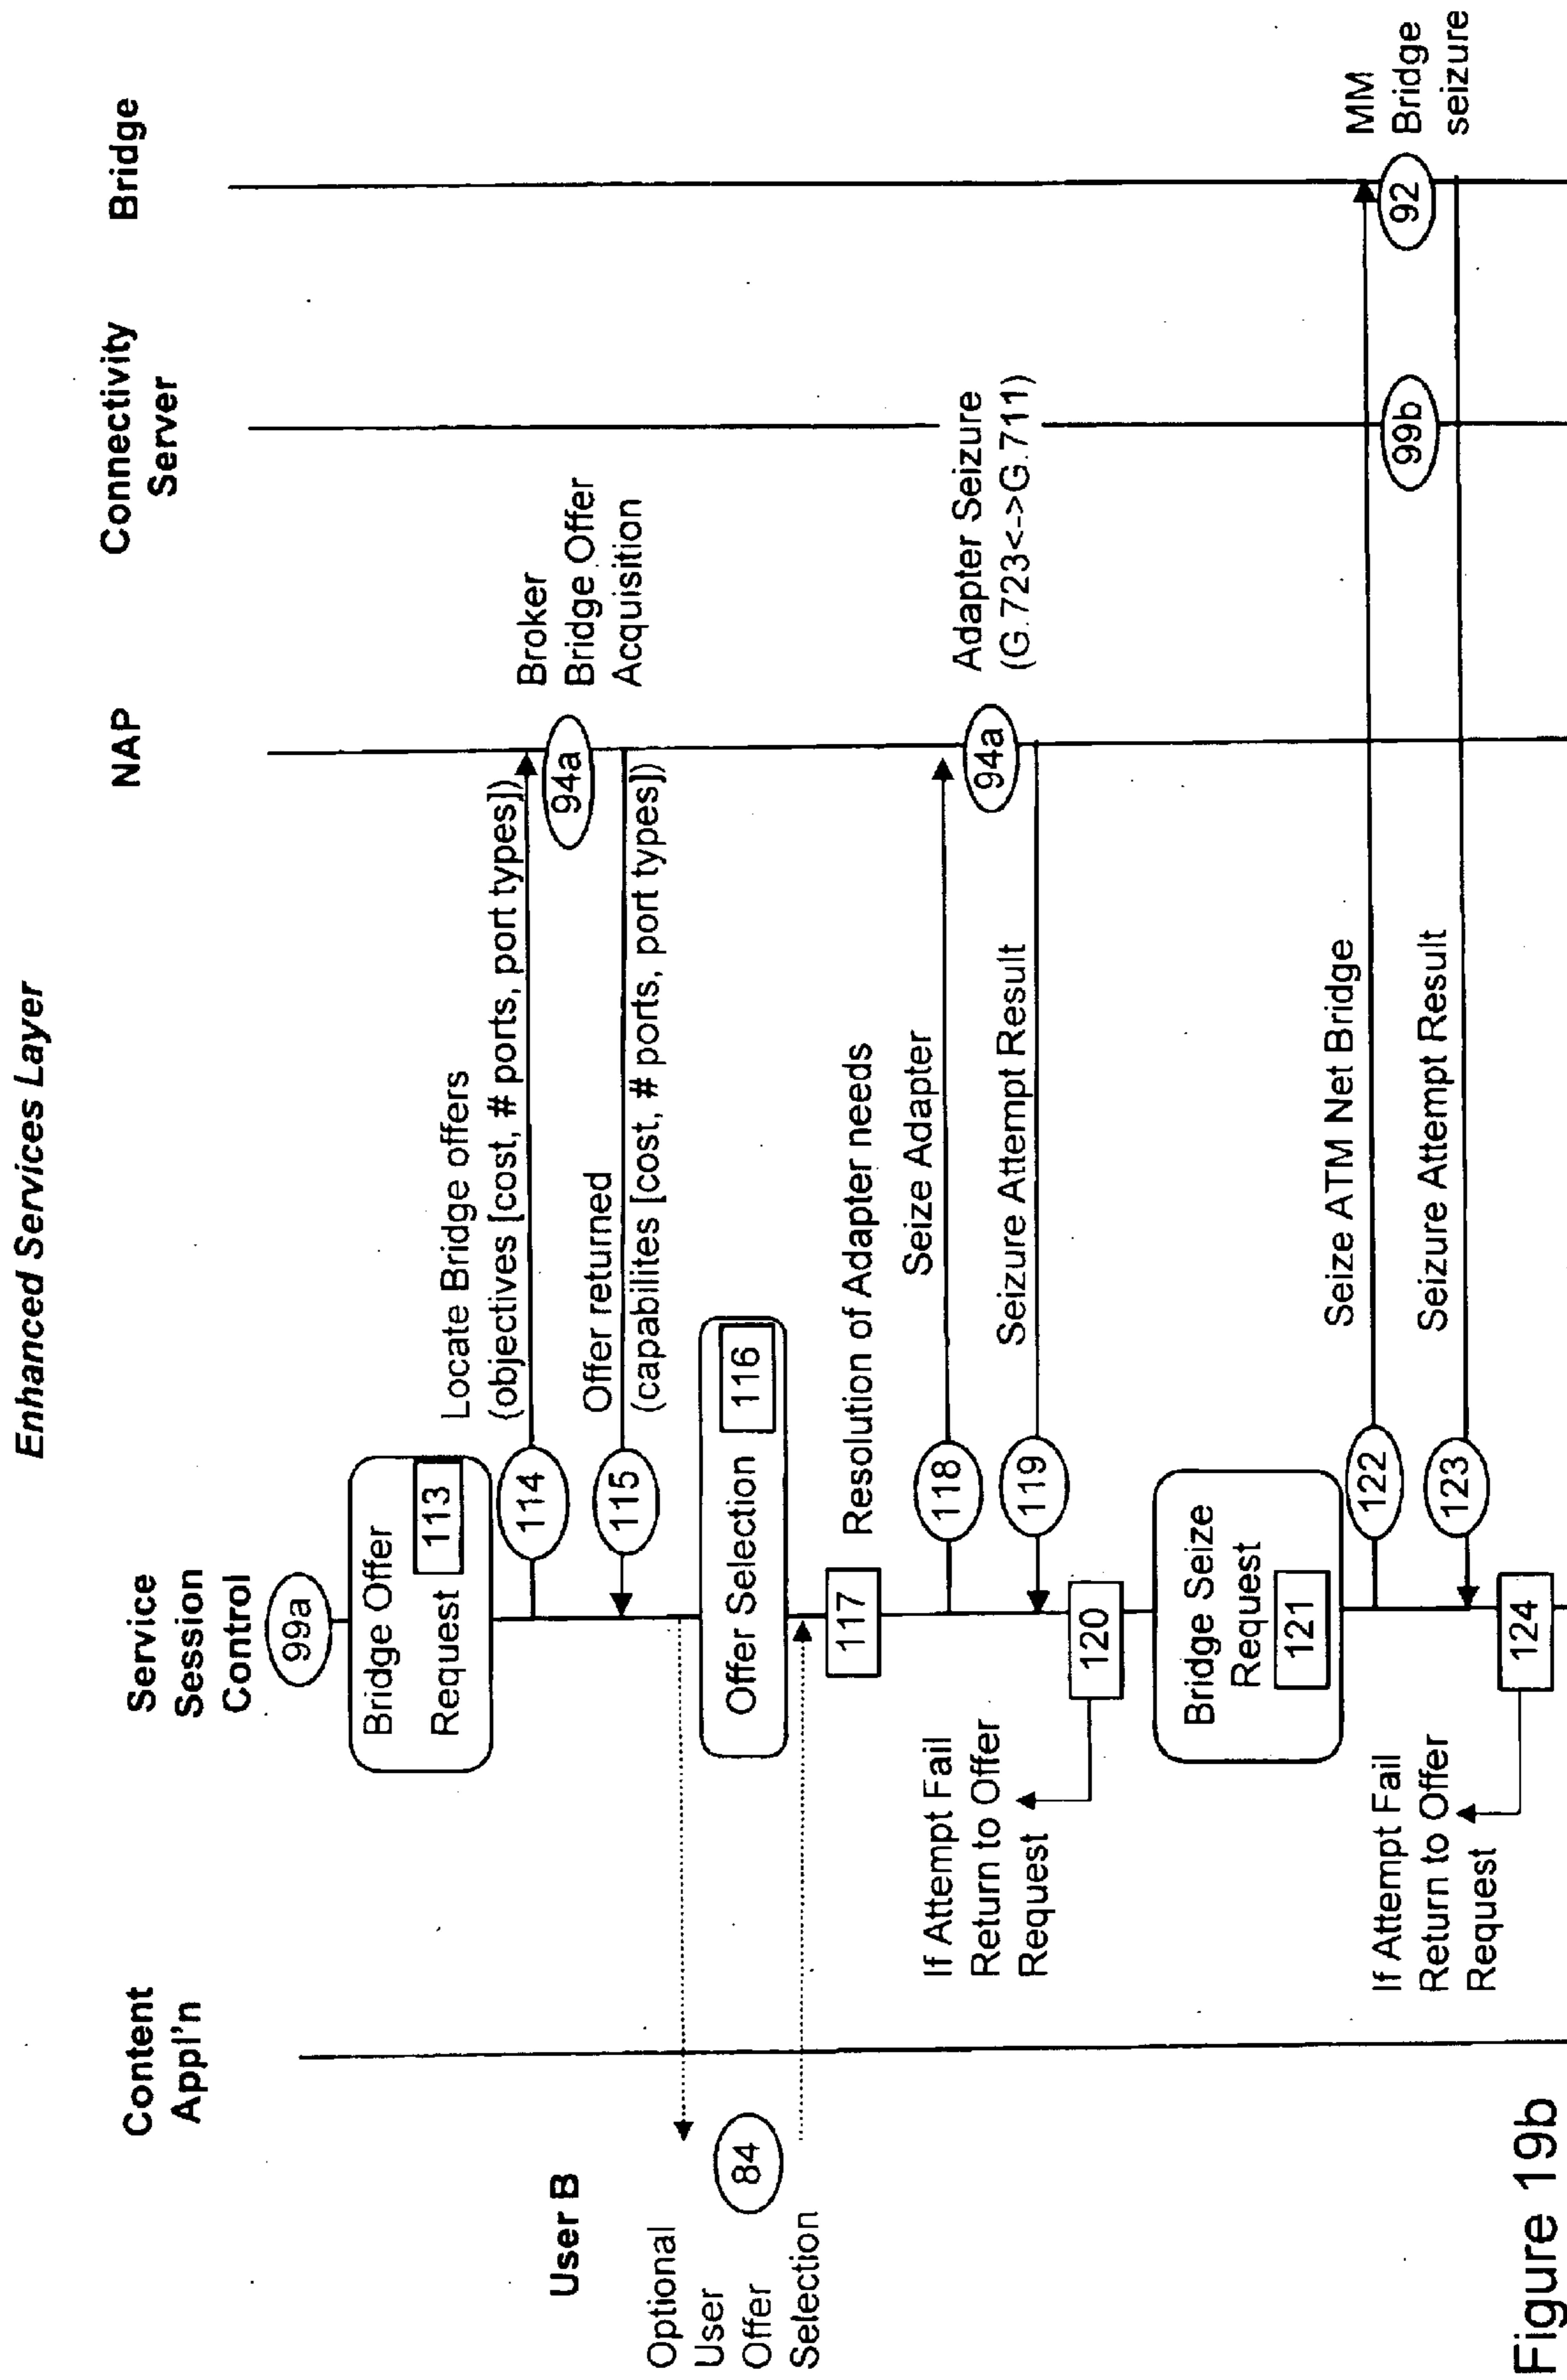 Enhanced Services Layer
Content
Appl'n
Service
Session
Control
NAP
Connectivity
Server
Bridge
User B
99a
Bridge Offer
Request 113
Locate Bridge offers
(objectives [cost, # ports, port types])
114
Broker
Bridge Offer
Acquisition
94a
Offer returned
(capabilites [cost, # ports, port types])
115
Optional
User
Offer
Selection
84
Offer Selection 116
117
Resolution of Adapter needs
Seize Adapter
118
Adapter Seizure
(G.723<->G.711)
94a
Seizure Attempt Result
119
If Attempt Fail
Return to Offer
Request
120
Bridge Seize
Request
121
Seize ATM Net Bridge
122
99b
92
MM
Bridge
seizure
Seizure Attempt Result
123
If Attempt Fail
Return to Offer
Request
124
Figure 19b